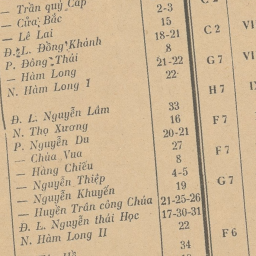 — Trần quý Cáp 2-3
— Cửa Bắc 15 C 2 VI
— Lê Lai 18-21
Đ. L. Đồng Khánh 8
P. Đông Thái 21-22 G 7 VI
— Hàm Long 22
N. Hàm Long I H 7 IX
Đ. L. Nguyễn Lâm 33
N. Thọ Xương 16 F 7
P. Nguyễn Du 20-21
— Chùa Vua 27
— Hàng Chiếu 8 F 7
— Nguyễn Thiệp 4-5
— Nguyễn Khuyến 19 G 7
— Huyền Trân công Chúa 21-25-26
Đ. L. Nguyễn thái Học 17-30-31
N. Hàm Long II 22 F 6
34